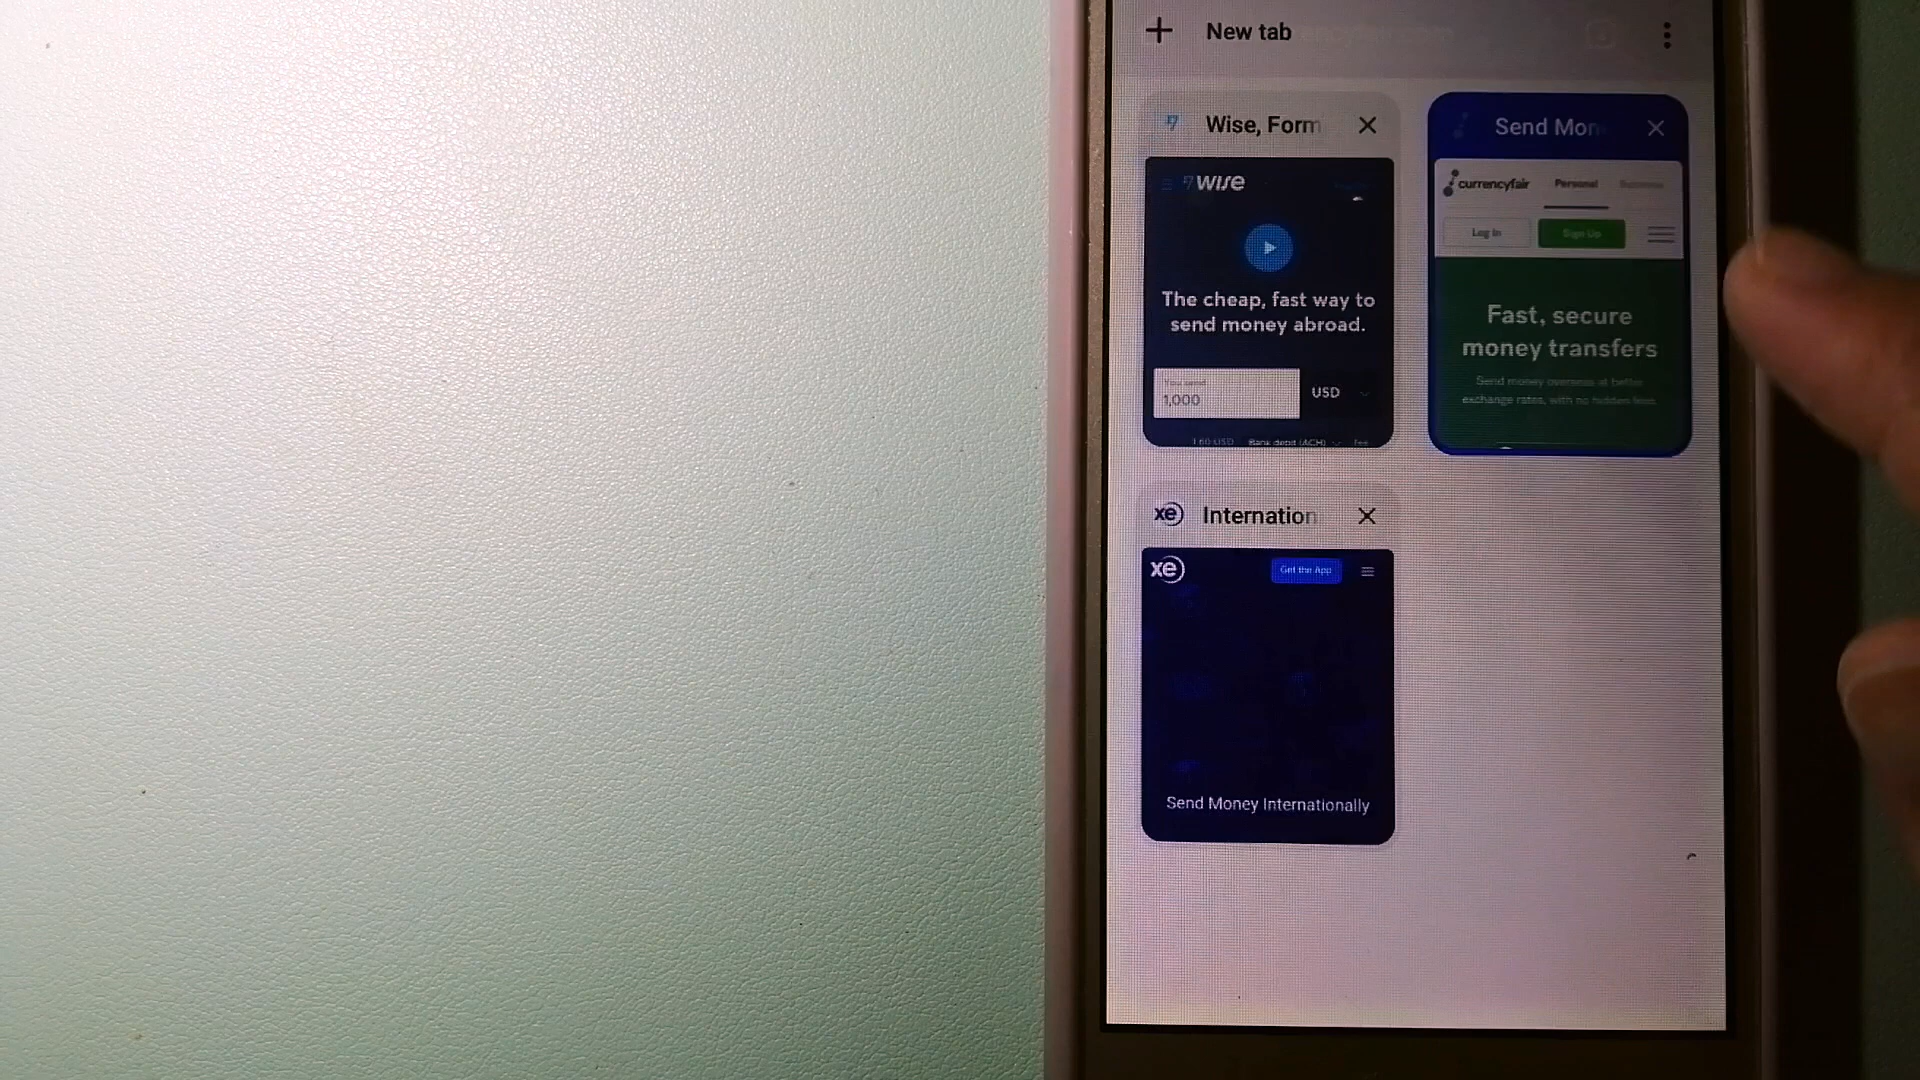 New tab
Wise, Form
WISE
The cheap, fast way to
send money abroad.
You send
1,000
USD
1.60 USD Bank debit (ACH) fee
Send Mon
currencyfair Personal Business
Log In Sign Up
Fast, secure
money transfers
Send money overseas at better
exchange rates, with no hidden fees.
xe Internation
xe Get the App
Send Money Internationally